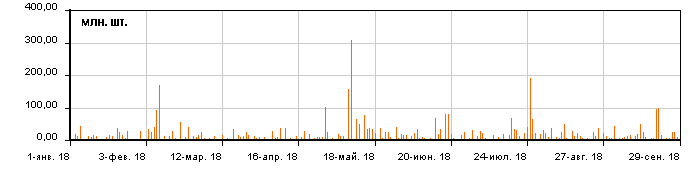 400,00
млн. шт.
300,00
200,00
100,00
0,00
1-янв. 18 3-фев. 18 12-мар. 18 16-апр. 18 18-май. 18 20-июн. 18 24-июл. 18 27-авг. 18 29-сен. 18